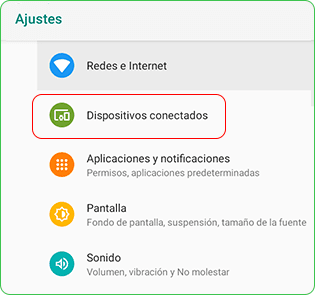 Ajustes
Redes e Internet
Dispositivos conectados
Aplicaciones y notificaciones
Permisos, aplicaciones predeterminadas
Pantalla
Fondo de pantalla, suspensión, tamaño de la fuente
Sonido
Volumen, vibración y No molestar